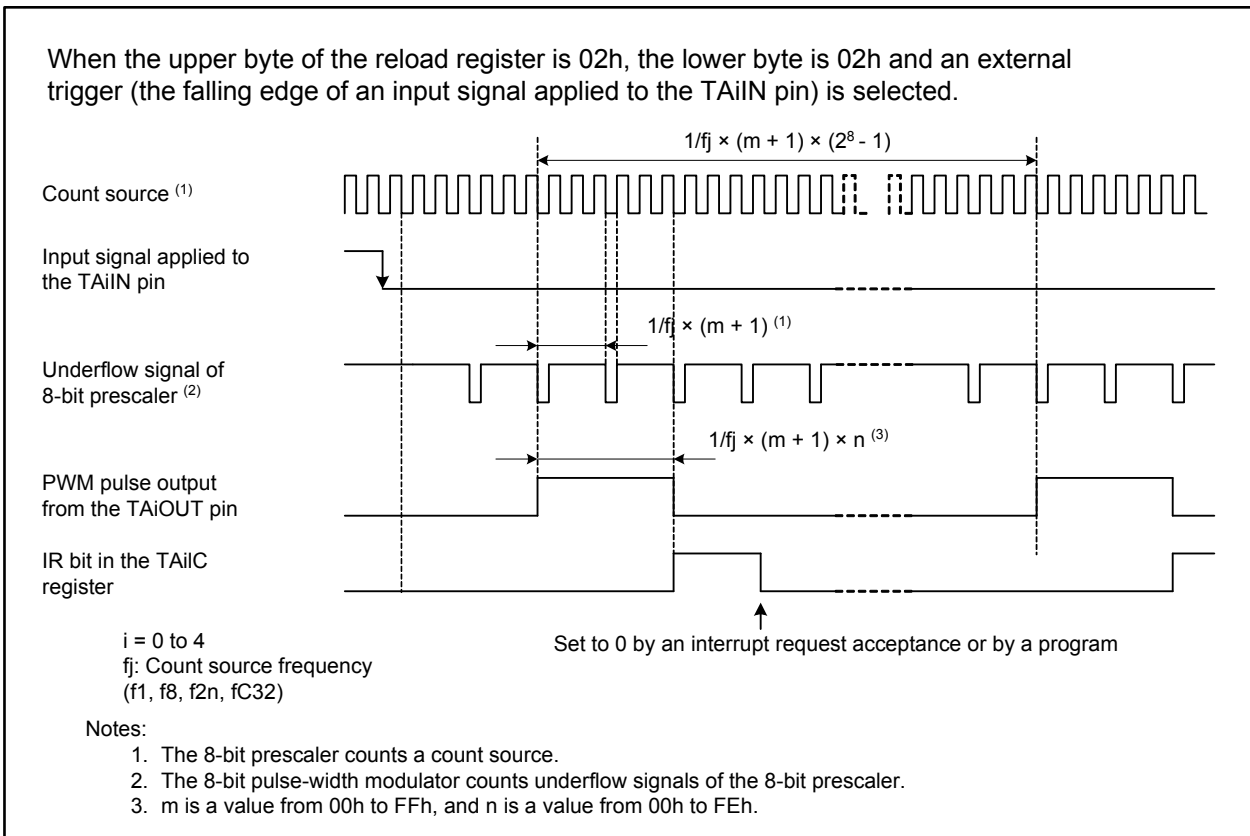 When the upper byte of the reload register is 02h, the lower byte is 02h and an external
trigger (the falling edge of an input signal applied to the TAiIN pin) is selected.
1/fj × (m + 1) × (2⁸ - 1)
Count source (1)
Input signal applied to
the TAiIN pin
1/fj × (m + 1) (1)
Underflow signal of
8-bit prescaler (2)
1/fj × (m + 1) × n (3)
PWM pulse output
from the TAiOUT pin
IR bit in the TAiIC
register
Set to 0 by an interrupt request acceptance or by a program
i = 0 to 4
fj: Count source frequency
(f1, f8, f2n, fC32)
Notes:
1. The 8-bit prescaler counts a count source.
2. The 8-bit pulse-width modulator counts underflow signals of the 8-bit prescaler.
3. m is a value from 00h to FFh, and n is a value from 00h to FEh.